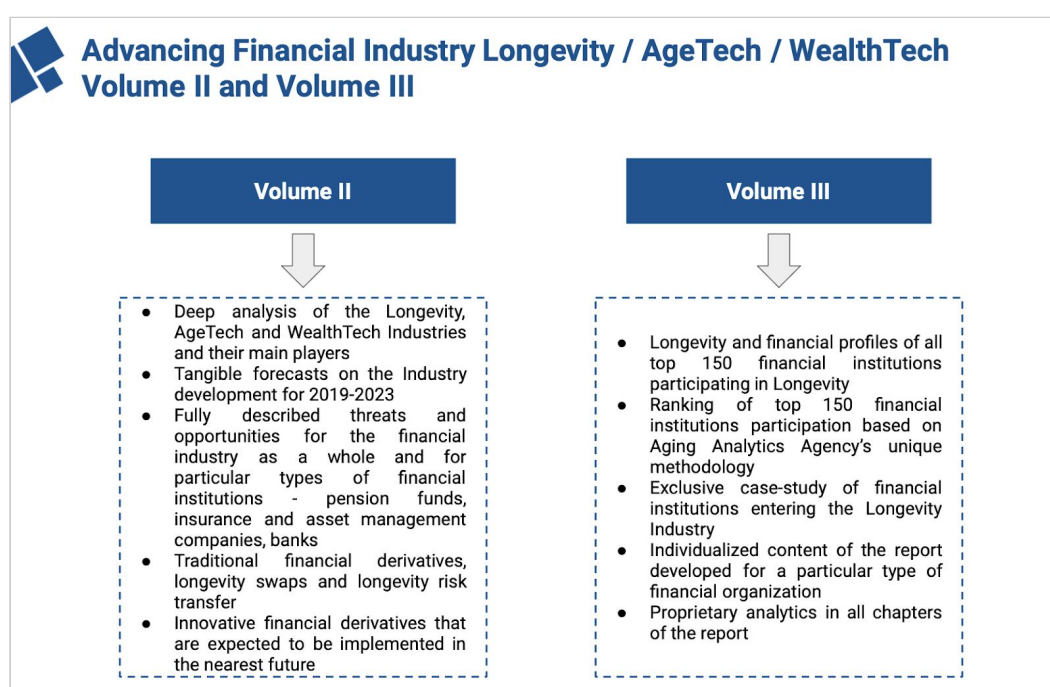 Advancing Financial Industry Longevity / AgeTech / WealthTech
Volume II and Volume III
Volume II
● Deep analysis of the Longevity,
AgeTech and WealthTech Industries
and their main players
● Tangible forecasts on the Industry
development for 2019-2023
● Fully described threats and
opportunities for the financial
industry as a whole and for
particular types of financial
institutions - pension funds,
insurance and asset management
companies, banks
● Traditional financial derivatives,
longevity swaps and longevity risk
transfer
● Innovative financial derivatives that
are expected to be implemented in
the nearest future
Volume III
● Longevity and financial profiles of all
top 150 financial institutions
participating in Longevity
● Ranking of top 150 financial
institutions participation based on
Aging Analytics Agency's unique
methodology
● Exclusive case-study of financial
institutions entering the Longevity
Industry
● Individualized content of the report
developed for a particular type of
financial organization
● Proprietary analytics in all chapters
of the report